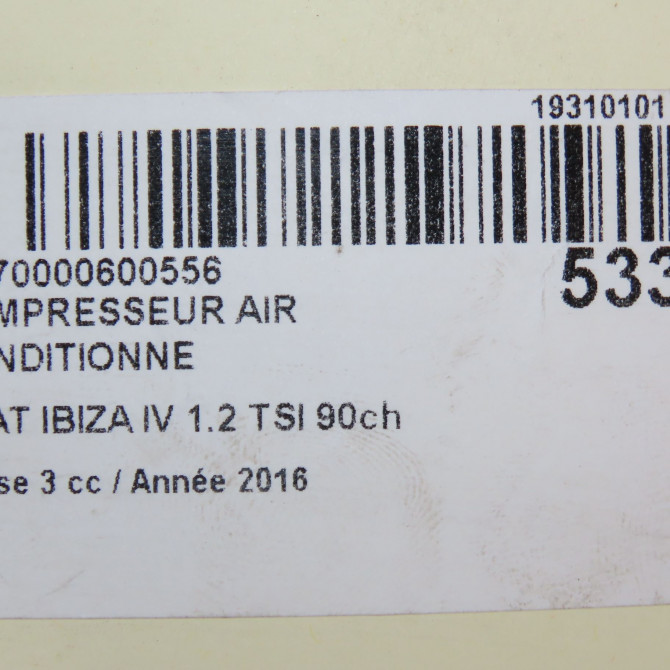 19310101
70000600556
533
MPRESSEUR AIR
NDITIONNE
AT IBIZA IV 1.2 TSI 90ch
se 3 cc / Année 2016